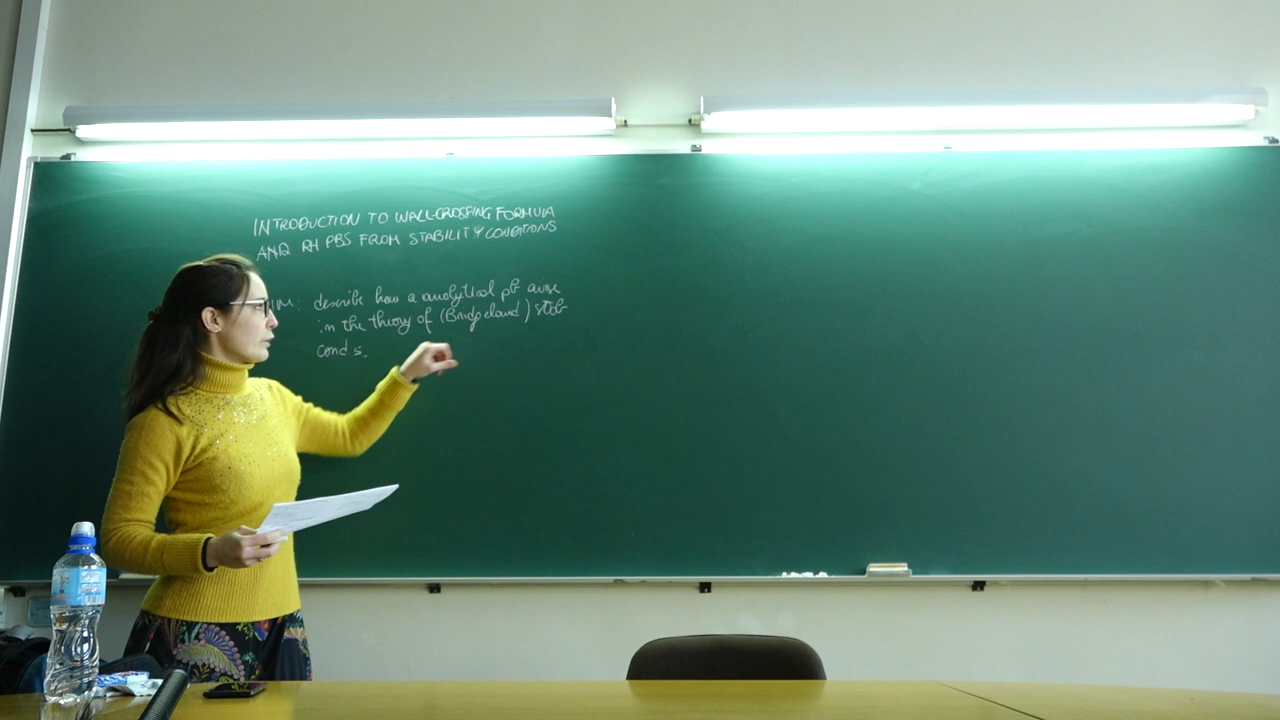 INTRODUCTION TO WALL-CROSSING FORMULA
AND RH PBS FROM STABILITY CONDITIONS
AIM: describe how a analytical pb arise
in the theory of (Bridgeland) stab
cond s.